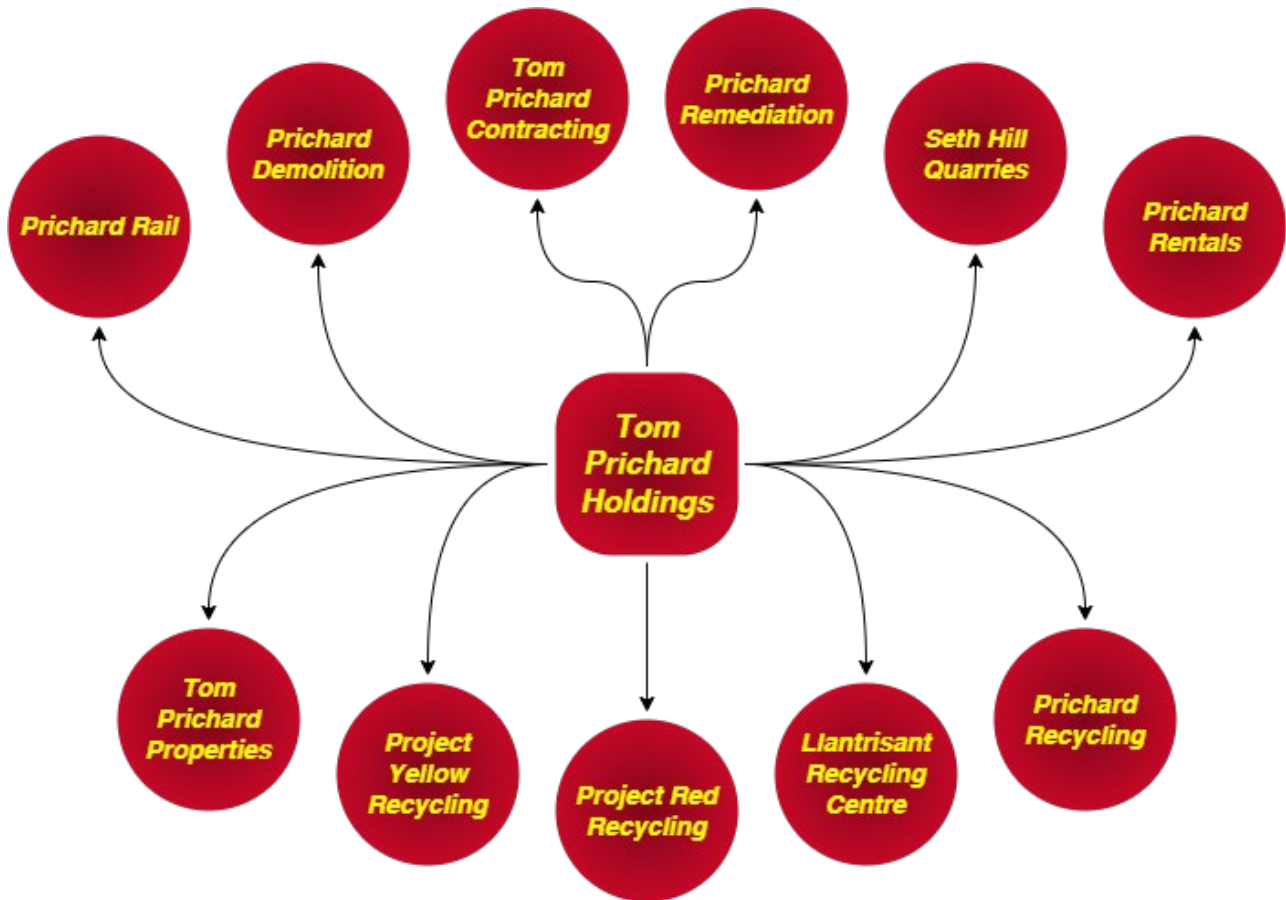 Tom
Prichard
Contracting
Prichard
Remediation
Prichard
Demolition
Seth Hill
Quarries
Prichard Rail
Prichard
Rentals
Tom
Prichard
Holdings
Tom
Prichard
Properties
Project
Yellow
Recycling
Project Red
Recycling
Llantrisant
Recycling
Centre
Prichard
Recycling